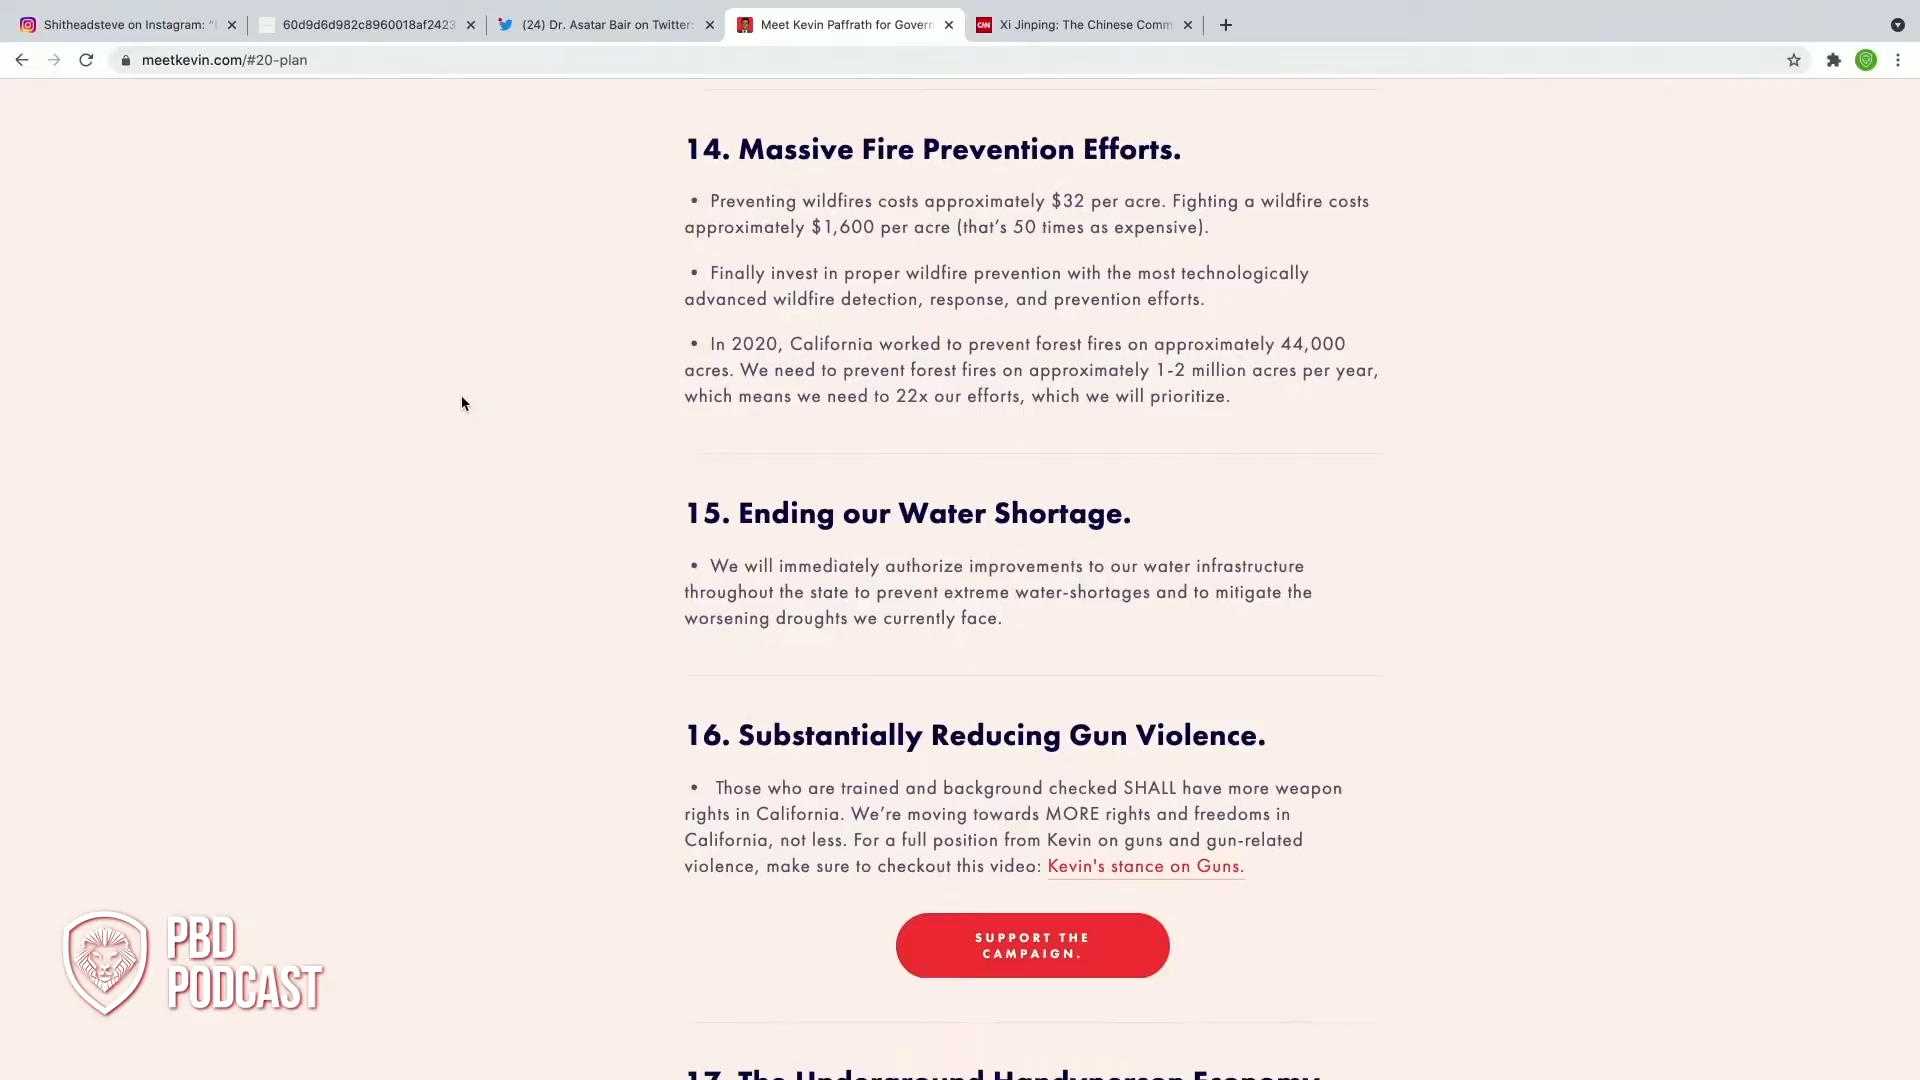 Shitheadsteve on Instagram: "
60d9d6d982c8960018af2423
(24) Dr. Asatar Bair on Twitter:
Meet Kevin Paffrath for Govern
CNN
Xi Jinping: The Chinese Comm
meetkevin.com/#20-plan
14. Massive Fire Prevention Efforts.
• Preventing wildfires costs approximately $32 per acre. Fighting a wildfire costs
approximately $1,600 per acre (that’s 50 times as expensive).
• Finally invest in proper wildfire prevention with the most technologically
advanced wildfire detection, response, and prevention efforts.
• In 2020, California worked to prevent forest fires on approximately 44,000
acres. We need to prevent forest fires on approximately 1-2 million acres per year,
which means we need to 22x our efforts, which we will prioritize.
15. Ending our Water Shortage.
• We will immediately authorize improvements to our water infrastructure
throughout the state to prevent extreme water-shortages and to mitigate the
worsening droughts we currently face.
16. Substantially Reducing Gun Violence.
• Those who are trained and background checked SHALL have more weapon
rights in California. We’re moving towards MORE rights and freedoms in
California, not less. For a full position from Kevin on guns and gun-related
violence, make sure to checkout this video: Kevin's stance on Guns.
SUPPORT THE
CAMPAIGN.
PBD
PODCAST
17. The Underground Handyperson Economy